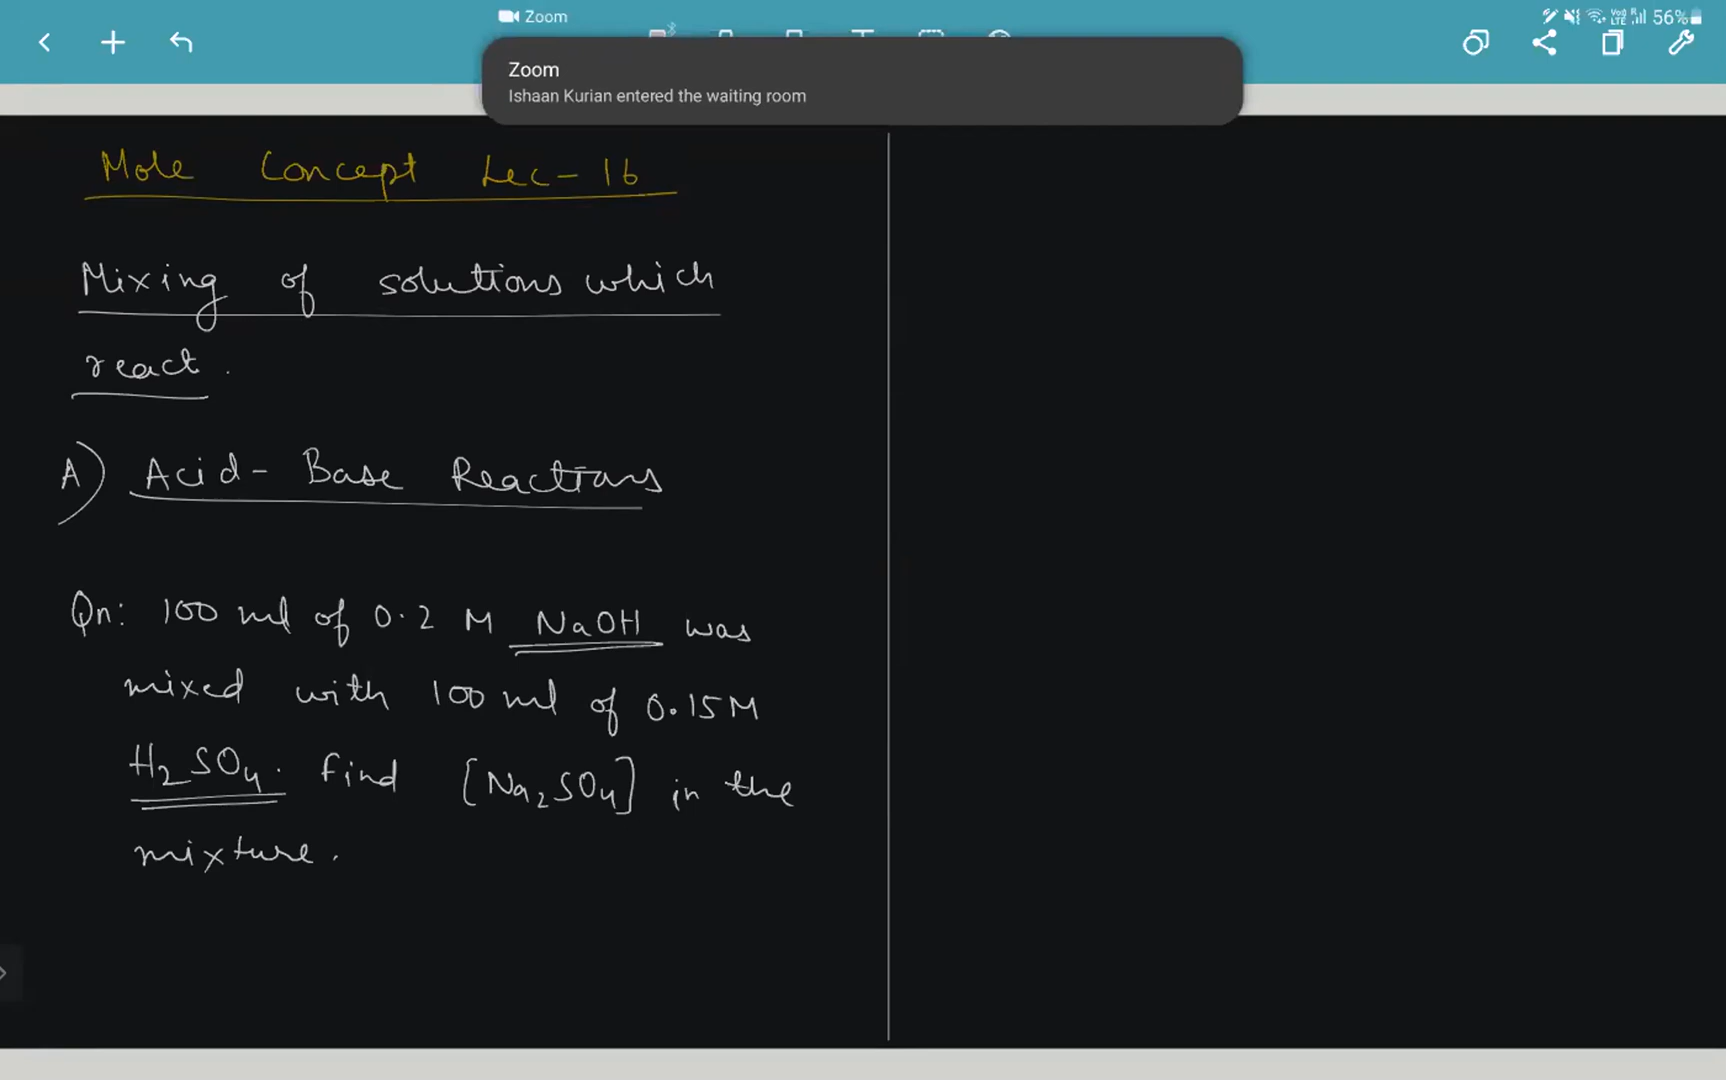 Zoom
56%
Zoom
Ishaan Kurian entered the waiting room
Mole Concept Lec-16
Mixing of solutions which
react.
A) Acid-Base Reactions
Qn: 100 ml of 0.2 M NaOH was
mixed with 100 ml of 0.15M
H₂SO₄. Find [Na₂SO₄] in the
mixture.